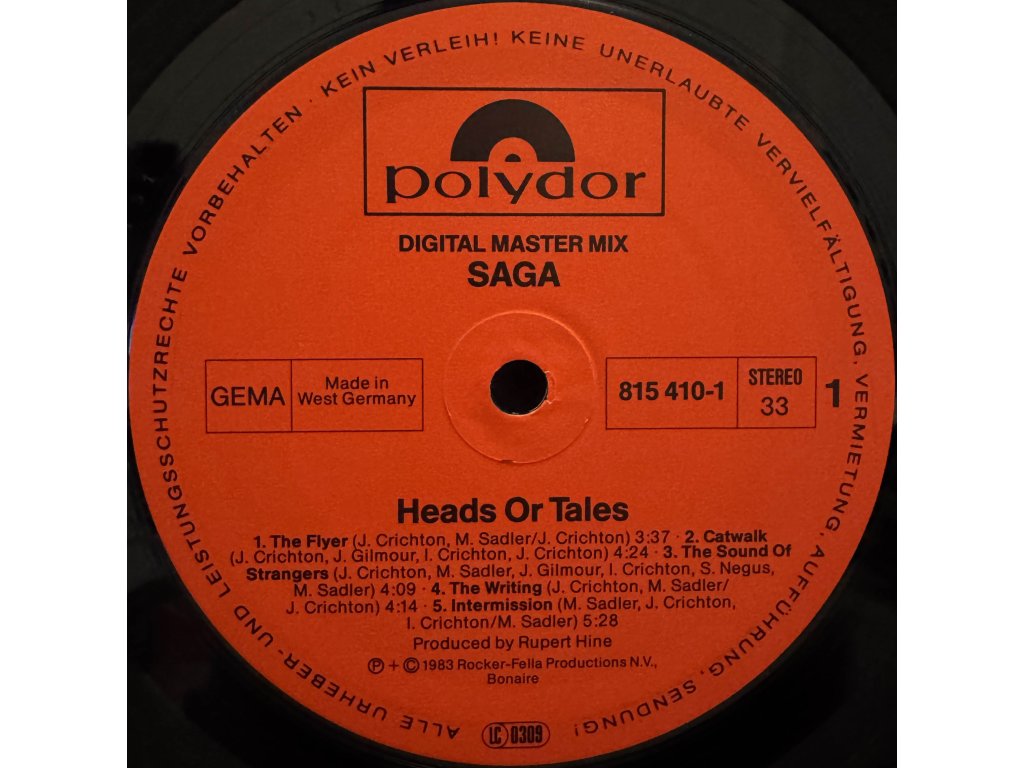 ALLE URHEBER- UND LEISTUNGSSCHUTZRECHTE VORBEHALTEN · KEIN VERLEIH! KEINE UNERLAUBTE VERVIELFÄLTIGUNG, VERMIETUNG, AUFFÜHRUNG, SENDUNG!
polydor
DIGITAL MASTER MIX
SAGA
GEMA
Made in
West Germany
815 410-1
STEREO
33
1
Heads Or Tales
1. The Flyer (J. Crichton, M. Sadler/J. Crichton) 3:37 · 2. Catwalk
(J. Crichton, J. Gilmour, I. Crichton, J. Crichton) 4:24 · 3. The Sound Of
Strangers (J. Crichton, M. Sadler, J. Gilmour, I. Crichton, S. Negus,
M. Sadler) 4:09 · 4. The Writing (J. Crichton, M. Sadler/
J. Crichton) 4:14 · 5. Intermission (M. Sadler, J. Crichton,
I. Crichton/M. Sadler) 5:28
Produced by Rupert Hine
Ⓟ + © 1983 Rocker-Fella Productions N.V.,
Bonaire
LC 0309